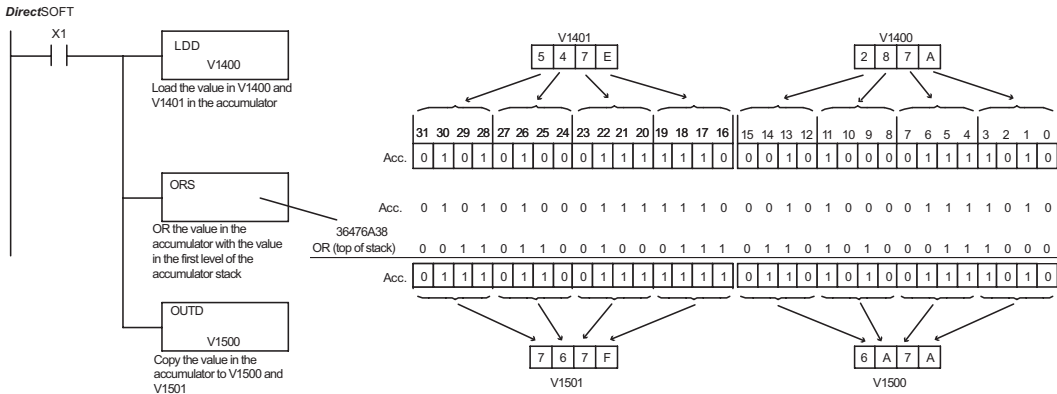 DirectSOFT
X1
LDD
V1400
Load the value in V1400 and
V1401 in the accumulator
ORS
OR the value in the
accumulator with the value
in the first level of the
accumulator stack
OUTD
V1500
Copy the value in the
accumulator to V1500 and
V1501
V1401 V1400
5 4 7 E 2 8 7 A
31 30 29 28 27 26 25 24 23 22 21 20 19 18 17 16 15 14 13 12 11 10 9 8 7 6 5 4 3 2 1 0
Acc. 0 1 0 1 0 1 0 0 0 1 1 1 1 1 1 0 0 0 1 0 1 0 0 0 0 1 1 1 1 0 1 0
Acc. 0 1 0 1 0 1 0 0 0 1 1 1 1 1 1 0 0 0 1 0 1 0 0 0 0 1 1 1 1 0 1 0
36476A38
OR (top of stack) 0 0 1 1 0 1 1 0 0 1 0 0 0 1 1 1 0 1 1 0 1 0 1 0 0 0 1 1 1 0 0 0
Acc. 0 1 1 1 0 1 1 0 0 1 1 1 1 1 1 1 0 1 1 0 1 0 1 0 0 1 1 1 1 0 1 0
7 6 7 F 6 A 7 A
V1501 V1500